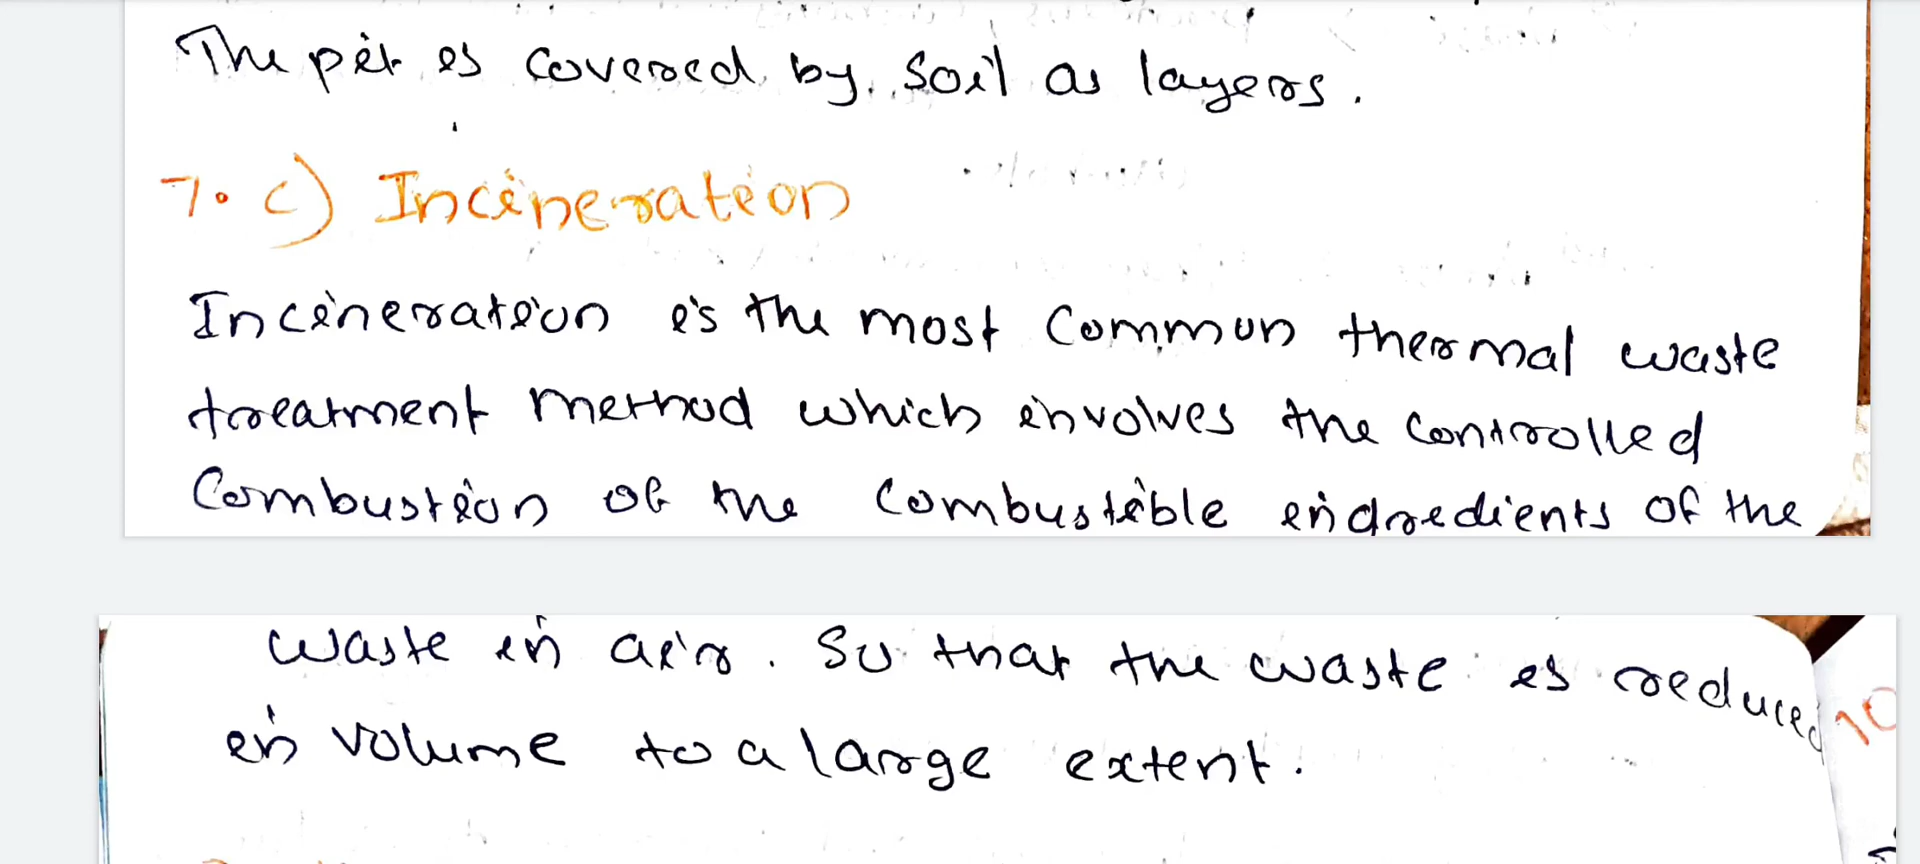 The pit is covered by soil as layers.
7. c) Incineration
Incineration is the most common thermal waste
treatment method which involves the controlled
Combustion of the combustible ingredients of the
waste in air. So that the waste is reduced
in volume to a large extent.
10